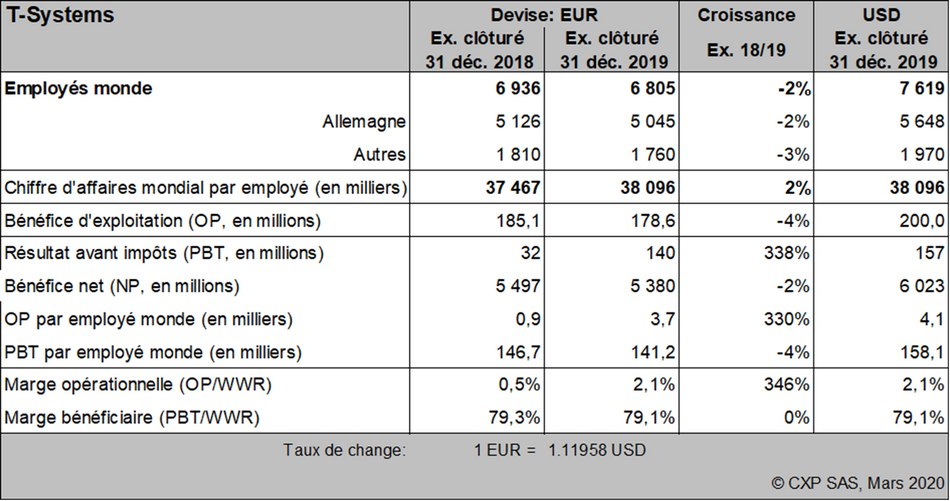 T-Systems Devise: EUR Croissance USD
Ex. clôturé Ex. clôturé Ex. 18/19 Ex. clôturé
31 déc. 2018 31 déc. 2019 31 déc. 2019
Employés monde 6 936 6 805 -2% 7 619
Allemagne 5 126 5 045 -2% 5 648
Autres 1 810 1 760 -3% 1 970
Chiffre d'affaires mondial par employé (en milliers) 37 467 38 096 2% 38 096
Bénéfice d'exploitation (OP, en millions) 185,1 178,6 -4% 200,0
Résultat avant impôts (PBT, en millions) 32 140 338% 157
Bénéfice net (NP, en millions) 5 497 5 380 -2% 6 023
OP par employé monde (en milliers) 0,9 3,7 330% 4,1
PBT par employé monde (en milliers) 146,7 141,2 -4% 158,1
Marge opérationnelle (OP/WWR) 0,5% 2,1% 346% 2,1%
Marge bénéficiaire (PBT/WWR) 79,3% 79,1% 0% 79,1%
Taux de change: 1 EUR = 1.11958 USD
© CXP SAS, Mars 2020